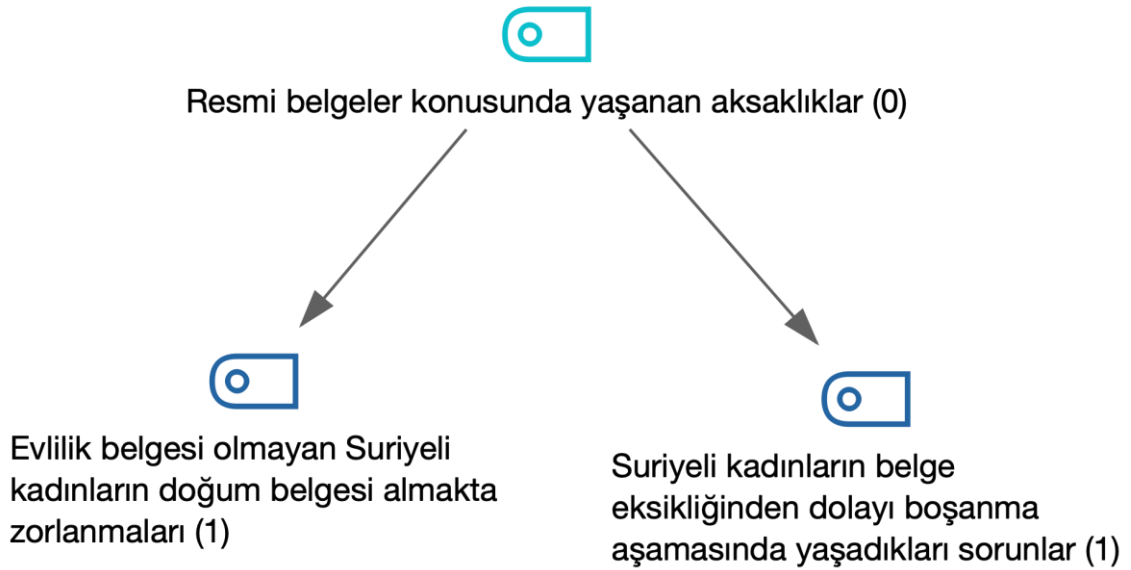 Resmi belgeler konusunda yaşanan aksaklıklar (0)
Evlilik belgesi olmayan Suriyeli
kadınların doğum belgesi almakta
zorlanmaları (1)
Suriyeli kadınların belge
eksikliğinden dolayı boşanma
aşamasında yaşadıkları sorunlar (1)